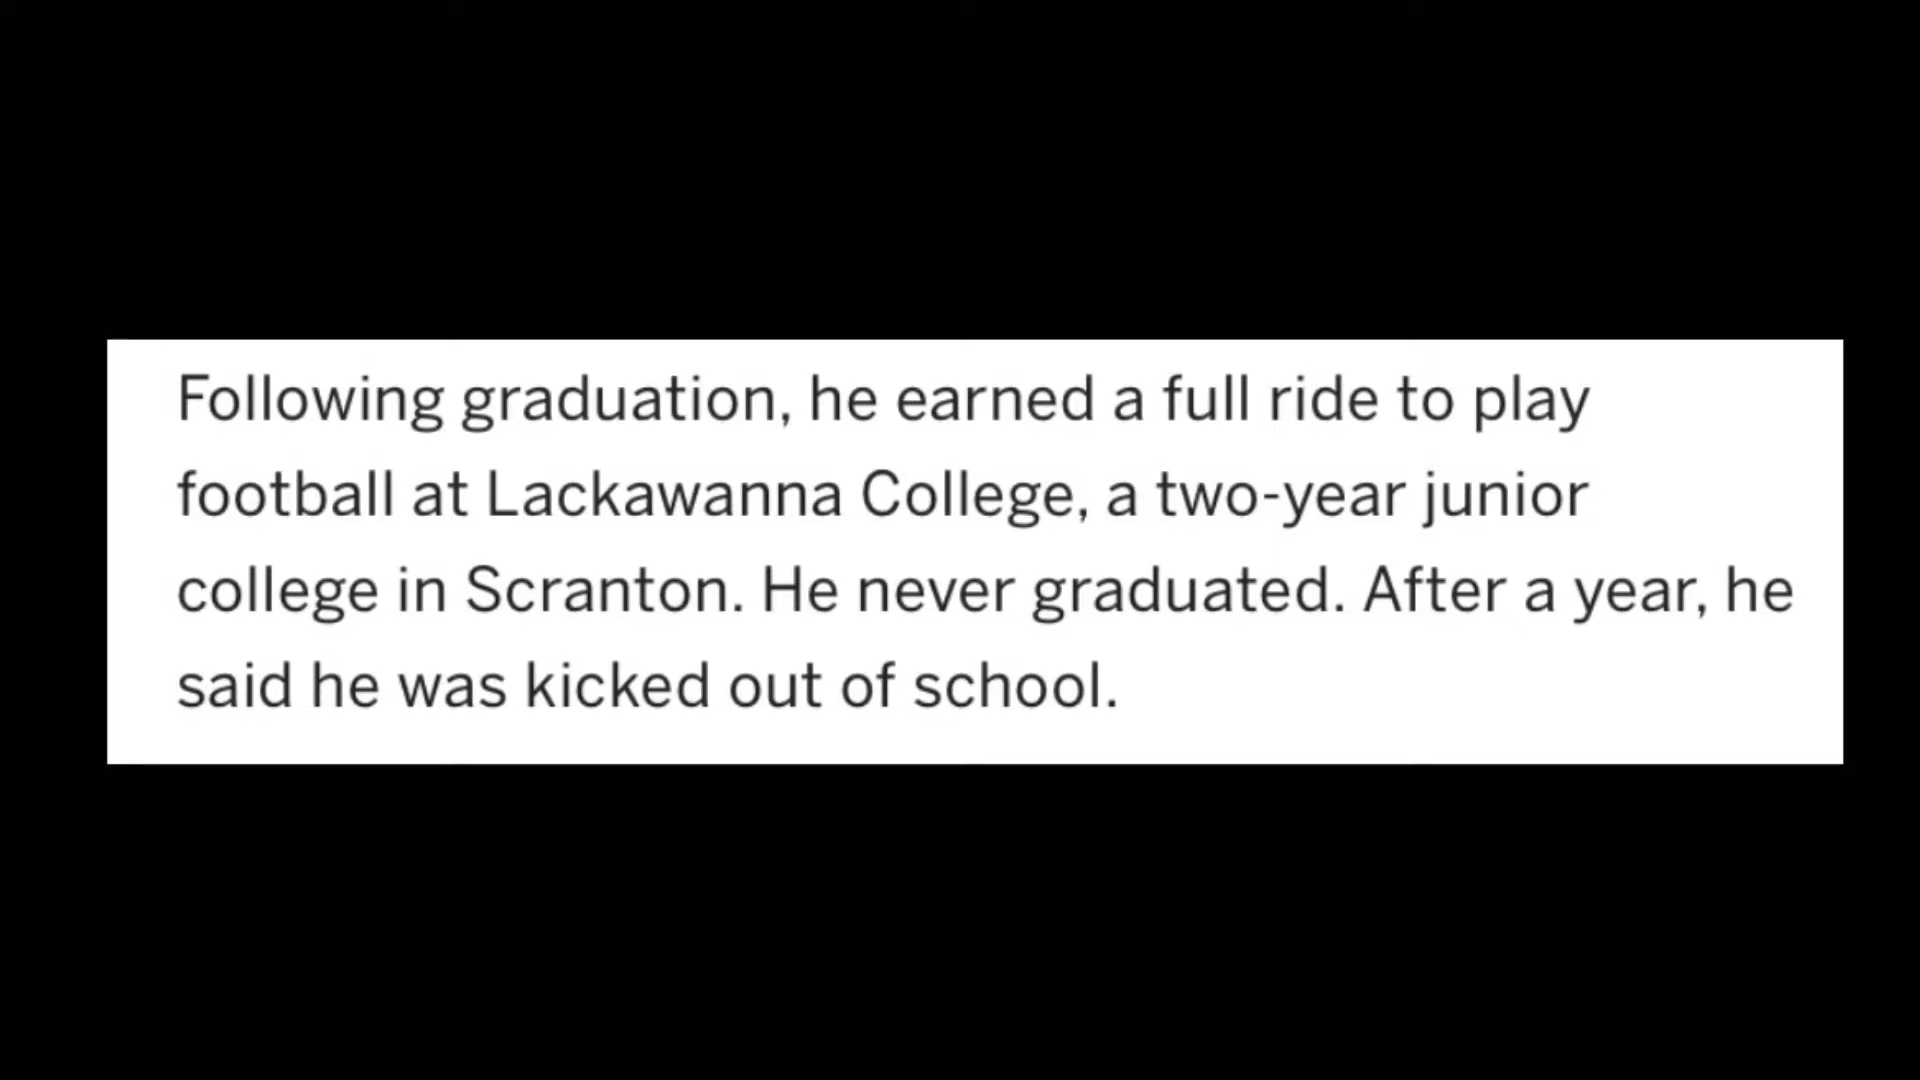 Following graduation, he earned a full ride to play
football at Lackawanna College, a two-year junior
college in Scranton. He never graduated. After a year, he
said he was kicked out of school.